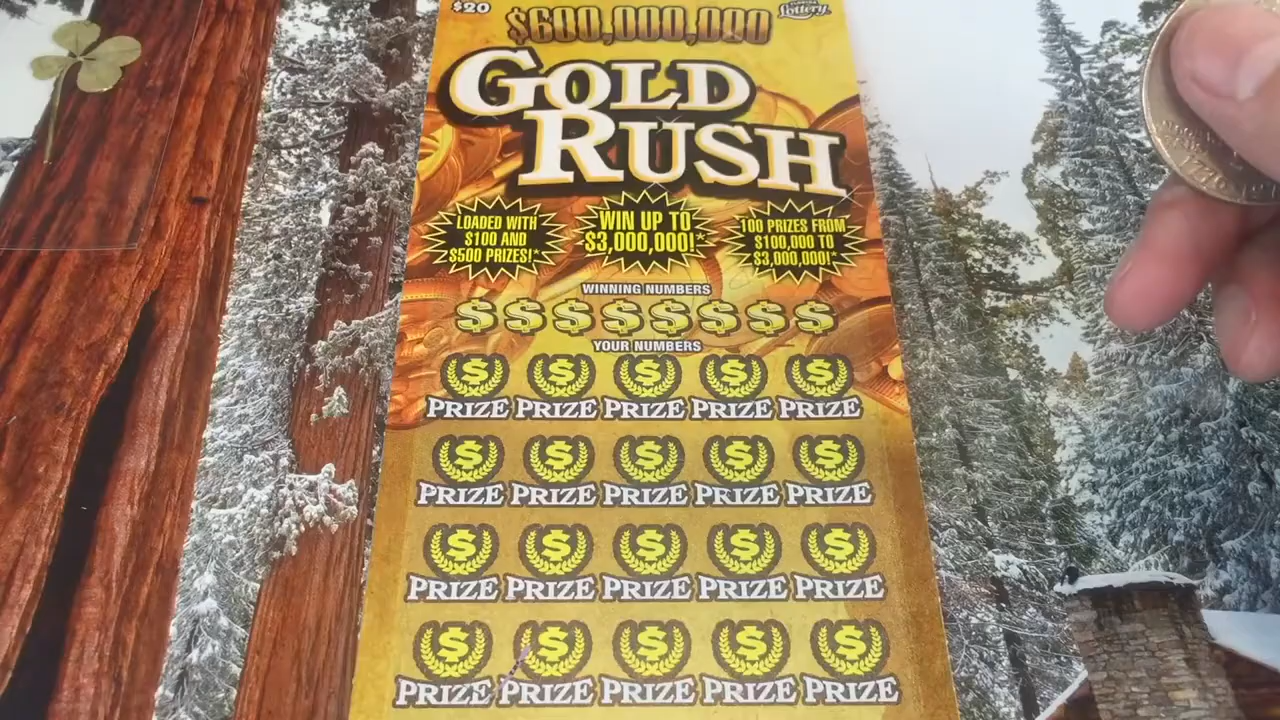 $20
$600,000,000
FLORIDA
Lottery
GOLD
RUSH
LOADED WITH
$100 AND
$500 PRIZES!*
WIN UP TO
$3,000,000!*
100 PRIZES FROM
$100,000 TO
$3,000,000!*
WINNING NUMBERS
$ $ $ $ $ $ $ $
YOUR NUMBERS
$ $ $ $ $
PRIZE PRIZE PRIZE PRIZE PRIZE
$ $ $ $ $
PRIZE PRIZE PRIZE PRIZE PRIZE
$ $ $ $ $
PRIZE PRIZE PRIZE PRIZE PRIZE
$ $ $ $ $
PRIZE PRIZE PRIZE PRIZE PRIZE